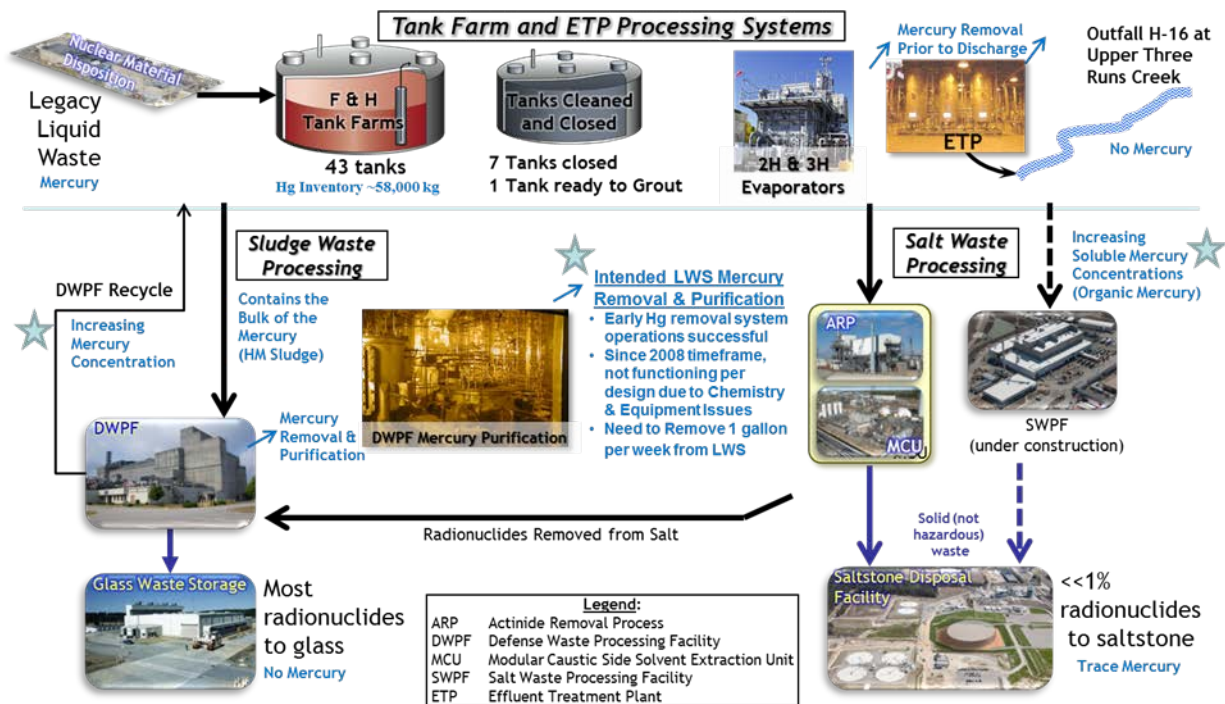 Tank Farm and ETP Processing Systems
Nuclear Material
Disposition
Legacy
Liquid
Waste
Mercury
F & H
Tank Farms
43 tanks
Hg Inventory ~58,000 kg
Tanks Cleaned
and Closed
7 Tanks closed
1 Tank ready to Grout
2H & 3H
Evaporators
Mercury Removal
Prior to Discharge
ETP
Outfall H-16 at
Upper Three
Runs Creek
No Mercury
DWPF Recycle
Increasing
Mercury
Concentration
Sludge Waste
Processing
Contains the
Bulk of the
Mercury
(HM Sludge)
DWPF
Mercury
Removal &
Purification
DWPF Mercury Purification
Intended LWS Mercury
Removal & Purification
• Early Hg removal system
operations successful
• Since 2008 timeframe,
not functioning per
design due to Chemistry
& Equipment Issues
• Need to Remove 1 gallon
per week from LWS
Salt Waste
Processing
ARP
MCU
Increasing
Soluble Mercury
Concentrations
(Organic Mercury)
SWPF
(under construction)
Radionuclides Removed from Salt
Solid (not
hazardous)
waste
Glass Waste Storage
Most
radionuclides
to glass
No Mercury
Legend:
ARP Actinide Removal Process
DWPF Defense Waste Processing Facility
MCU Modular Caustic Side Solvent Extraction Unit
SWPF Salt Waste Processing Facility
ETP Effluent Treatment Plant
Saltstone Disposal
Facility
<<1%
radionuclides
to saltstone
Trace Mercury